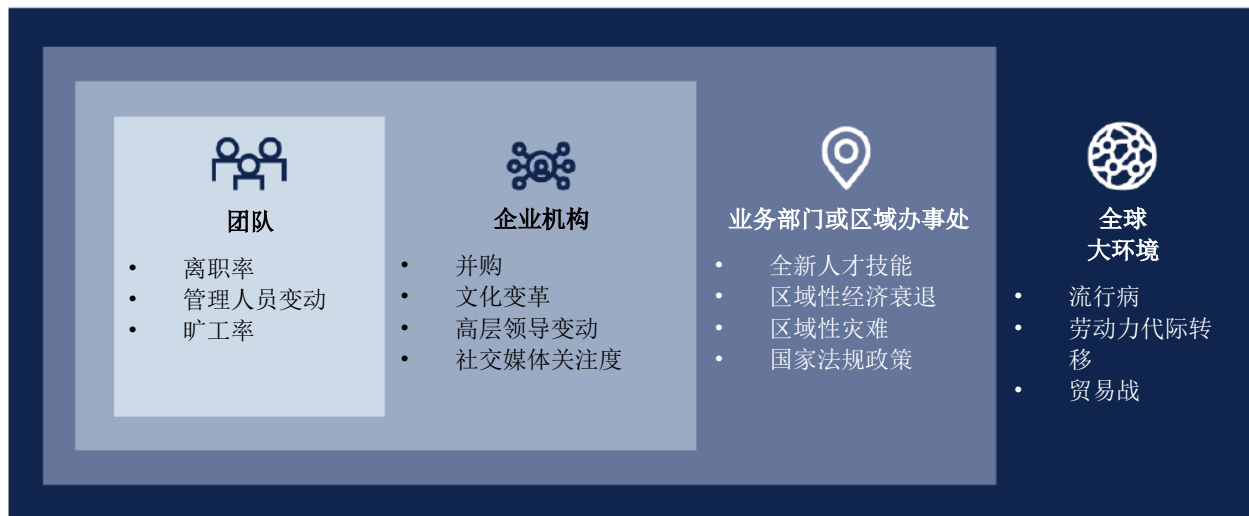 团队
• 离职率
• 管理人员变动
• 旷工率
企业机构
• 并购
• 文化变革
• 高层领导变动
• 社交媒体关注度
业务部门或区域办事处
• 全新人才技能
• 区域性经济衰退
• 区域性灾难
• 国家法规政策
全球
大环境
• 流行病
• 劳动力代际转
移
• 贸易战